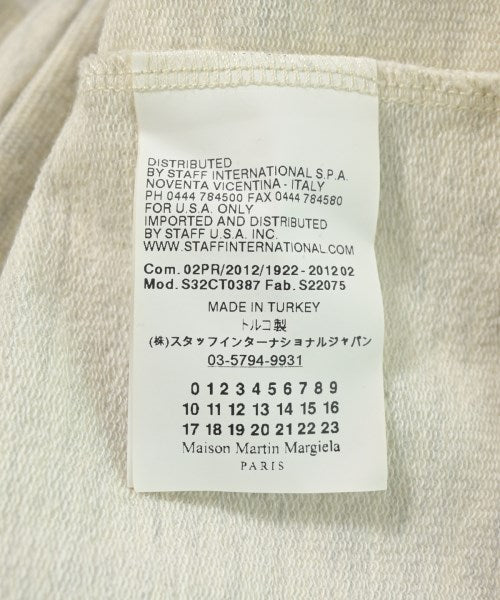 DISTRIBUTED
BY STAFF INTERNATIONAL S.P.A.
NOVENTA VICENTINA - ITALY
PH 0444 784500 FAX 0444 784580
FOR U.S.A. ONLY
IMPORTED AND DISTRIBUTED
BY STAFF U.S.A. INC.
WWW.STAFFINTERNATIONAL.COM
Com. 02PR/2012/1922 - 2012 02
Mod. S32CT0387 Fab. S22075
MADE IN TURKEY
トルコ製
(株)スタッフインターナショナルジャパン
03-5794-9931
0 1 2 3 4 5 6 7 8 9
10 11 12 13 14 15 16
17 18 19 20 21 22 23
Maison Martin Margiela
PARIS